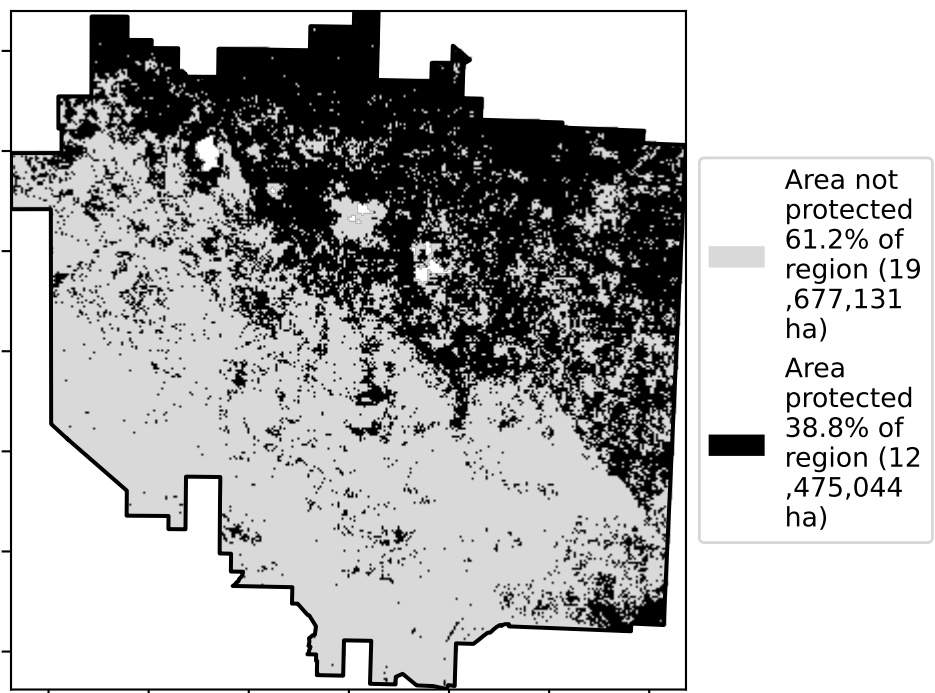 Area not
protected
61.2% of
region (19
,677,131
ha)
Area
protected
38.8% of
region (12
,475,044
ha)